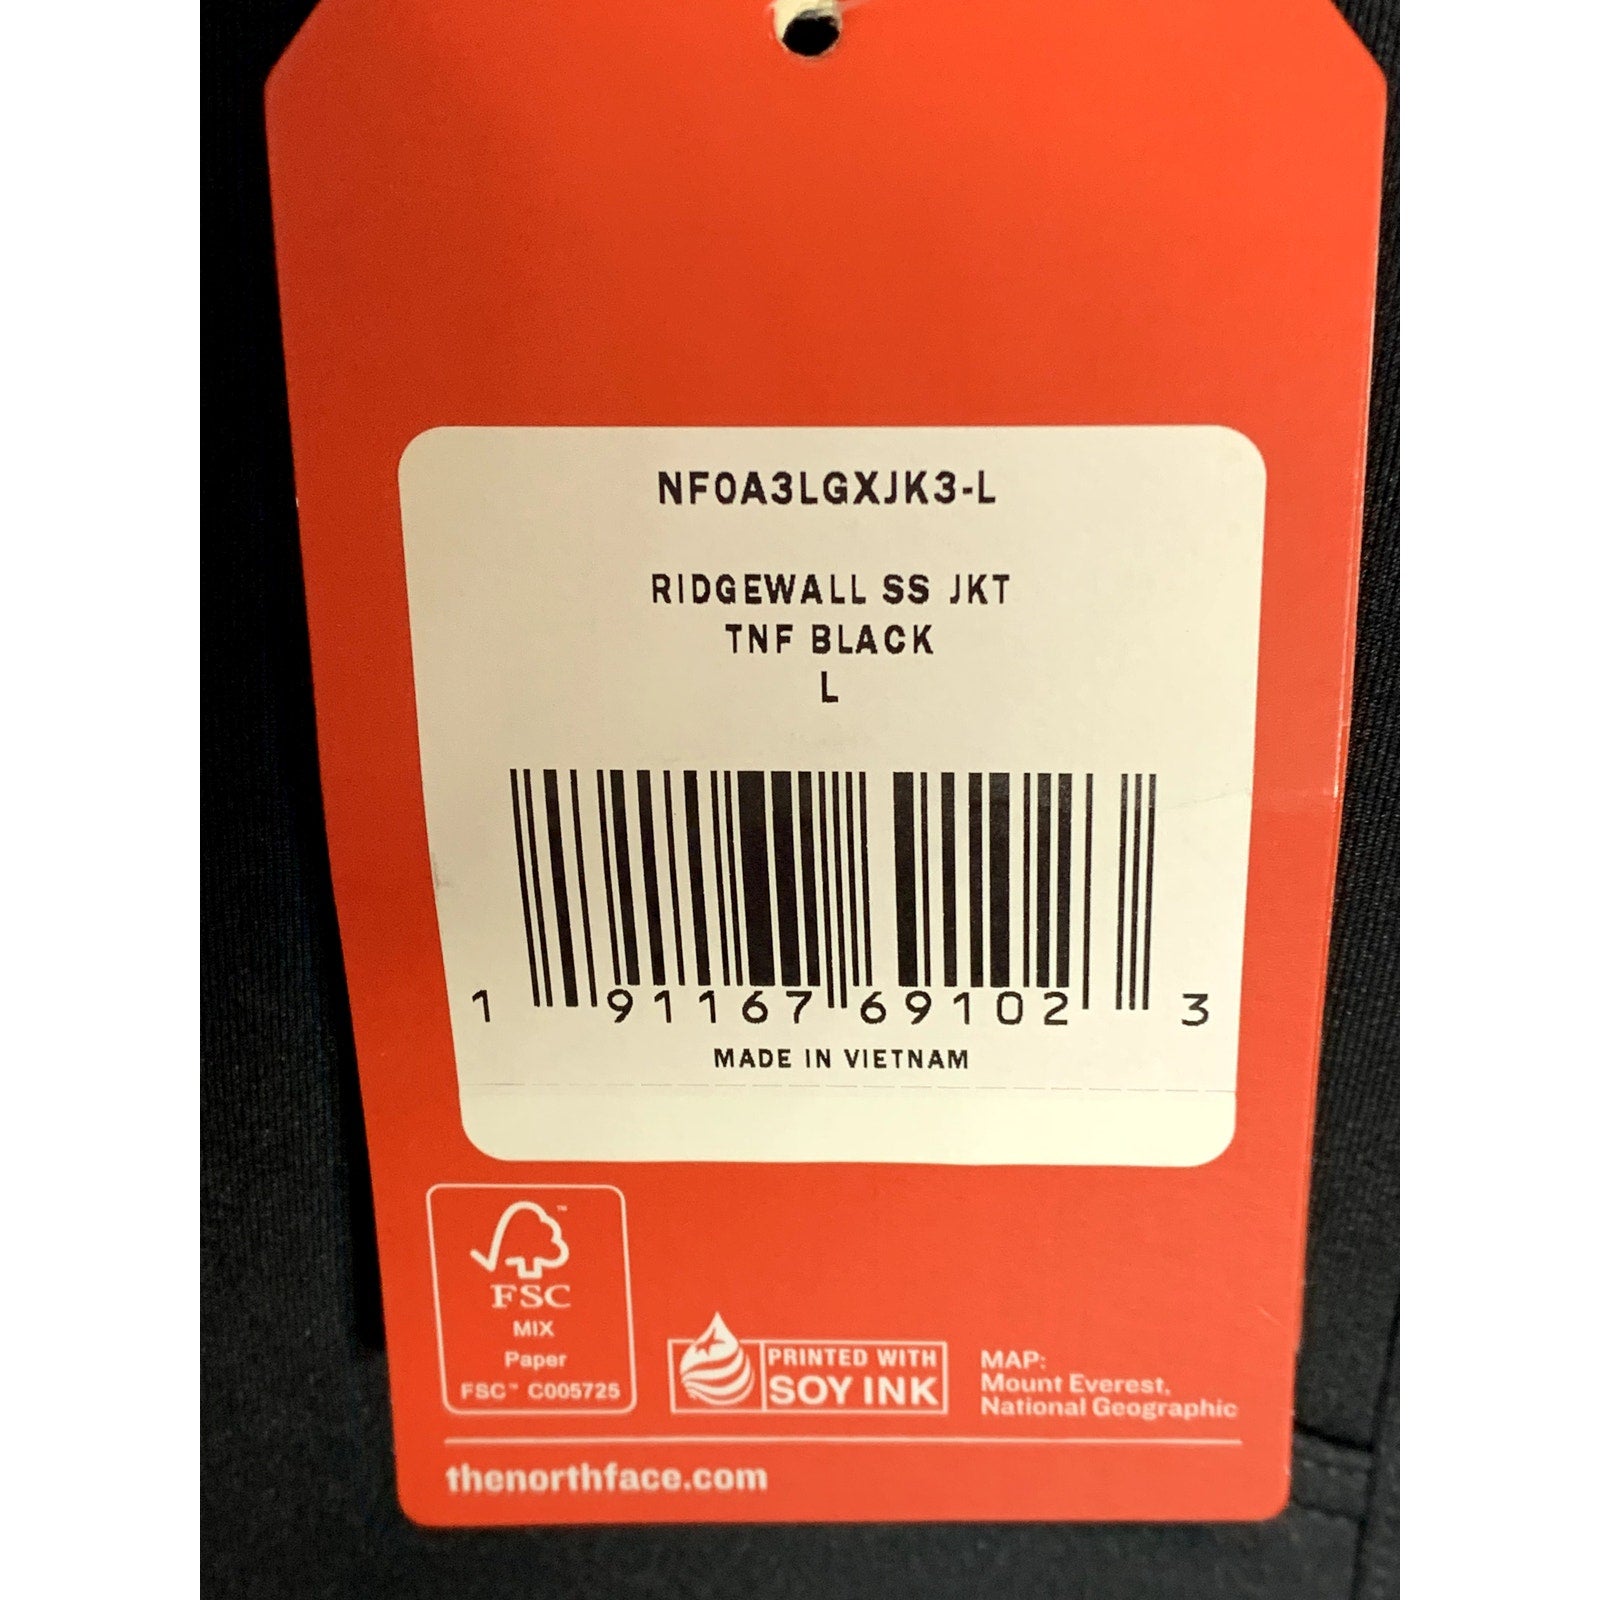 NF0A3LGXJK3-L
RIDGEWALL SS JKT
TNF BLACK
L
1 91167 69102 3
MADE IN VIETNAM
™
FSC
MIX
Paper
FSC™ C005725
PRINTED WITH
SOY INK
MAP:
Mount Everest,
National Geographic
thenorthface.com